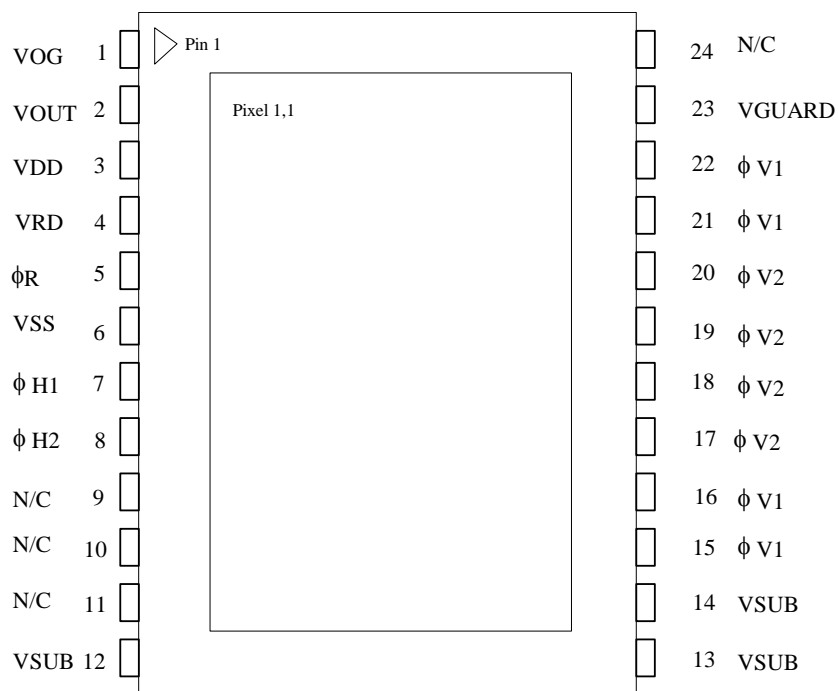 VOG 1 Pin 1 24 N/C
VOUT 2 Pixel 1,1 23 VGUARD
VDD 3 22 ϕ V1
VRD 4 21 ϕ V1
ϕR 5 20 ϕ V2
VSS 6 19 ϕ V2
ϕ H1 7 18 ϕ V2
ϕ H2 8 17 ϕ V2
N/C 9 16 ϕ V1
N/C 10 15 ϕ V1
N/C 11 14 VSUB
VSUB 12 13 VSUB